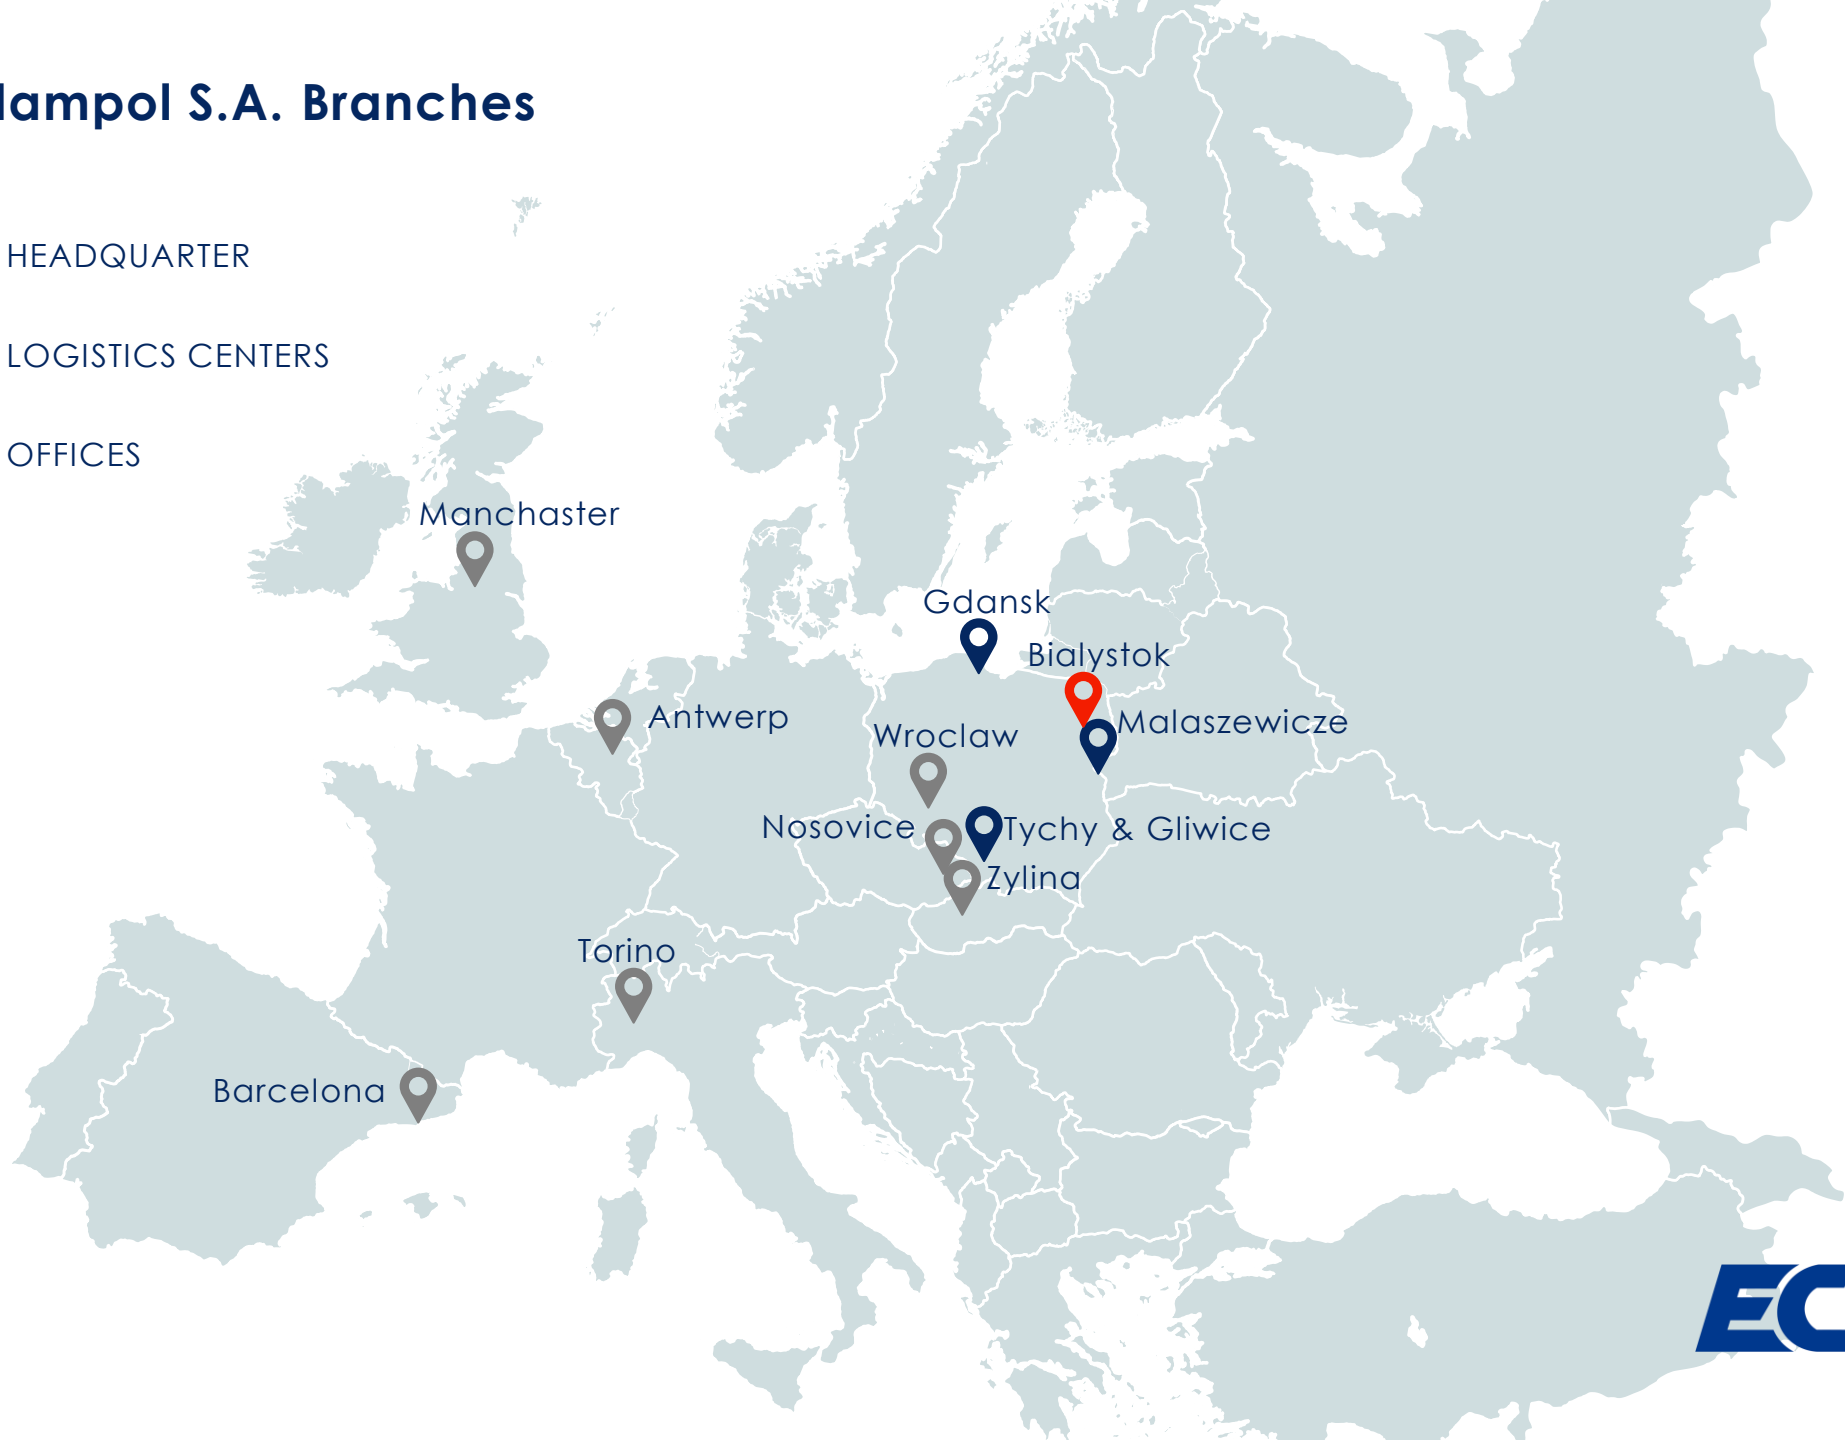 lampol S.A. Branches
HEADQUARTER
LOGISTICS CENTERS
OFFICES
Manchaster
Gdansk
Bialystok
Antwerp
Malaszewicze
Wroclaw
Nosovice
Tychy & Gliwice
Zylina
Torino
Barcelona
EC